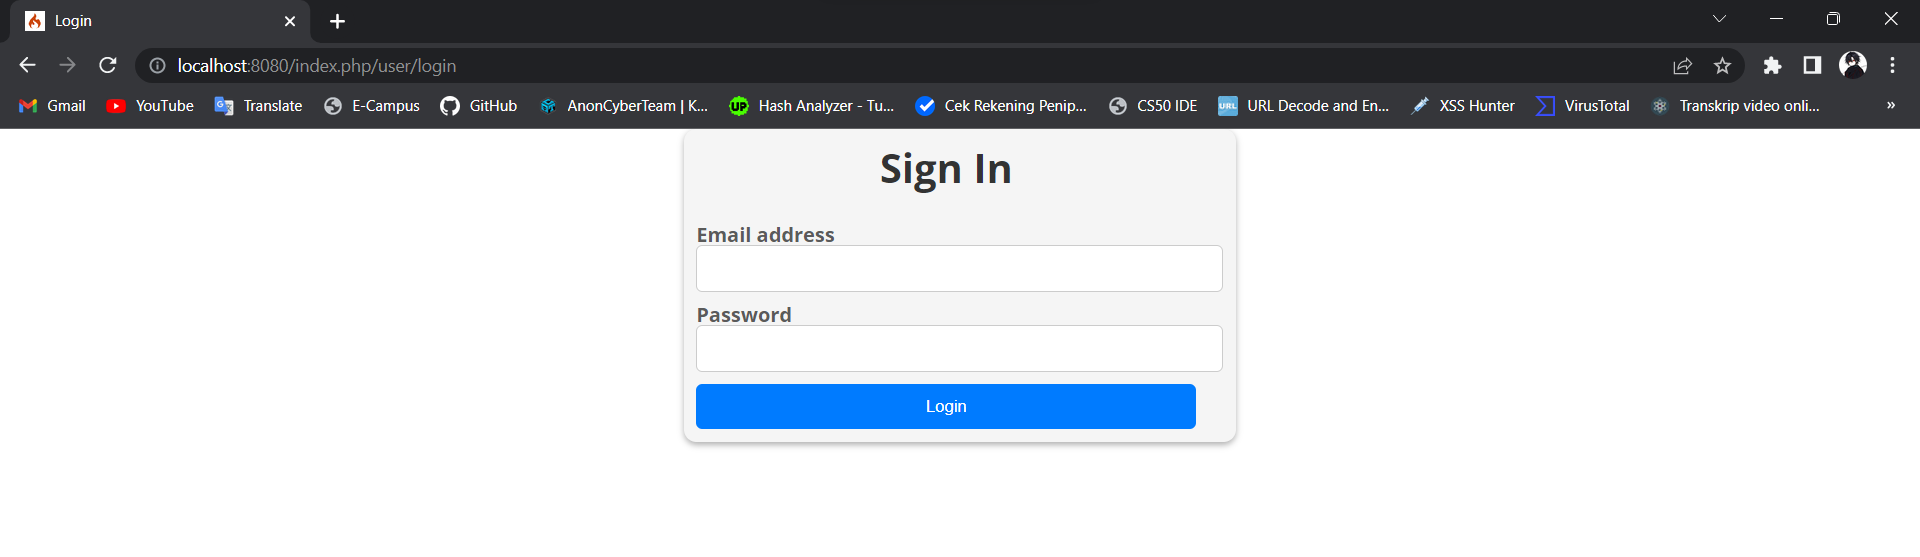 Login
localhost:8080/index.php/user/login
Gmail YouTube Translate E-Campus GitHub AnonCyberTeam | K... Hash Analyzer - Tu... Cek Rekening Penip... CS50 IDE URL Decode and En... XSS Hunter VirusTotal Transkrip video onli... »
Sign In
Email address
Password
Login